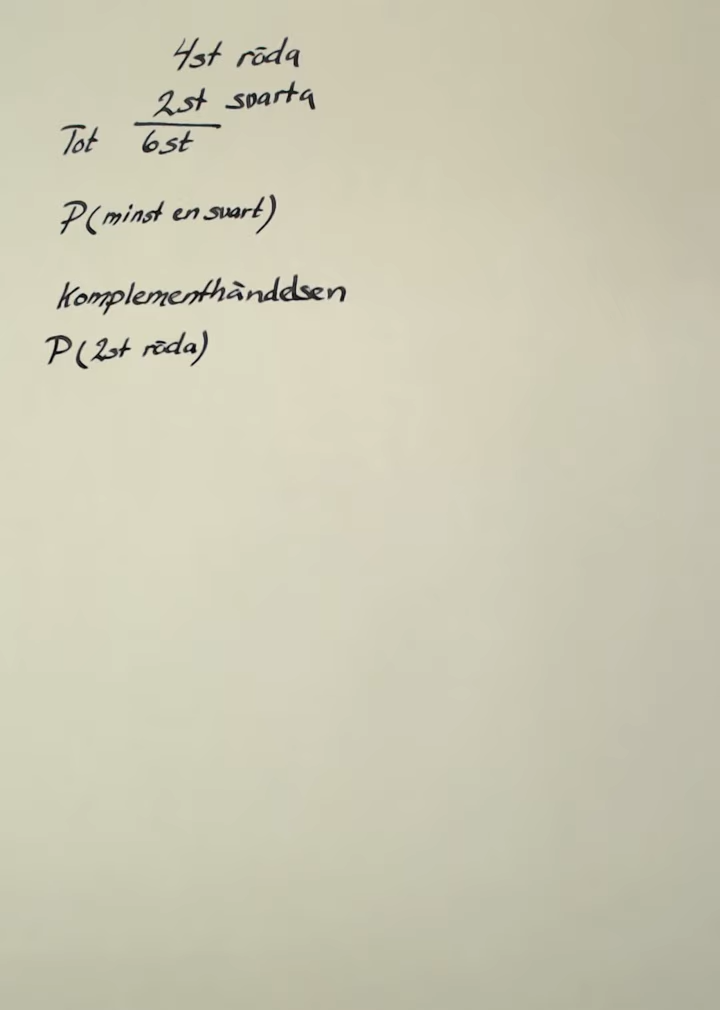 4st röda
2st svarta
Tot 6st
P(minst en svart)
Komplementhändelsen
P(2st röda)